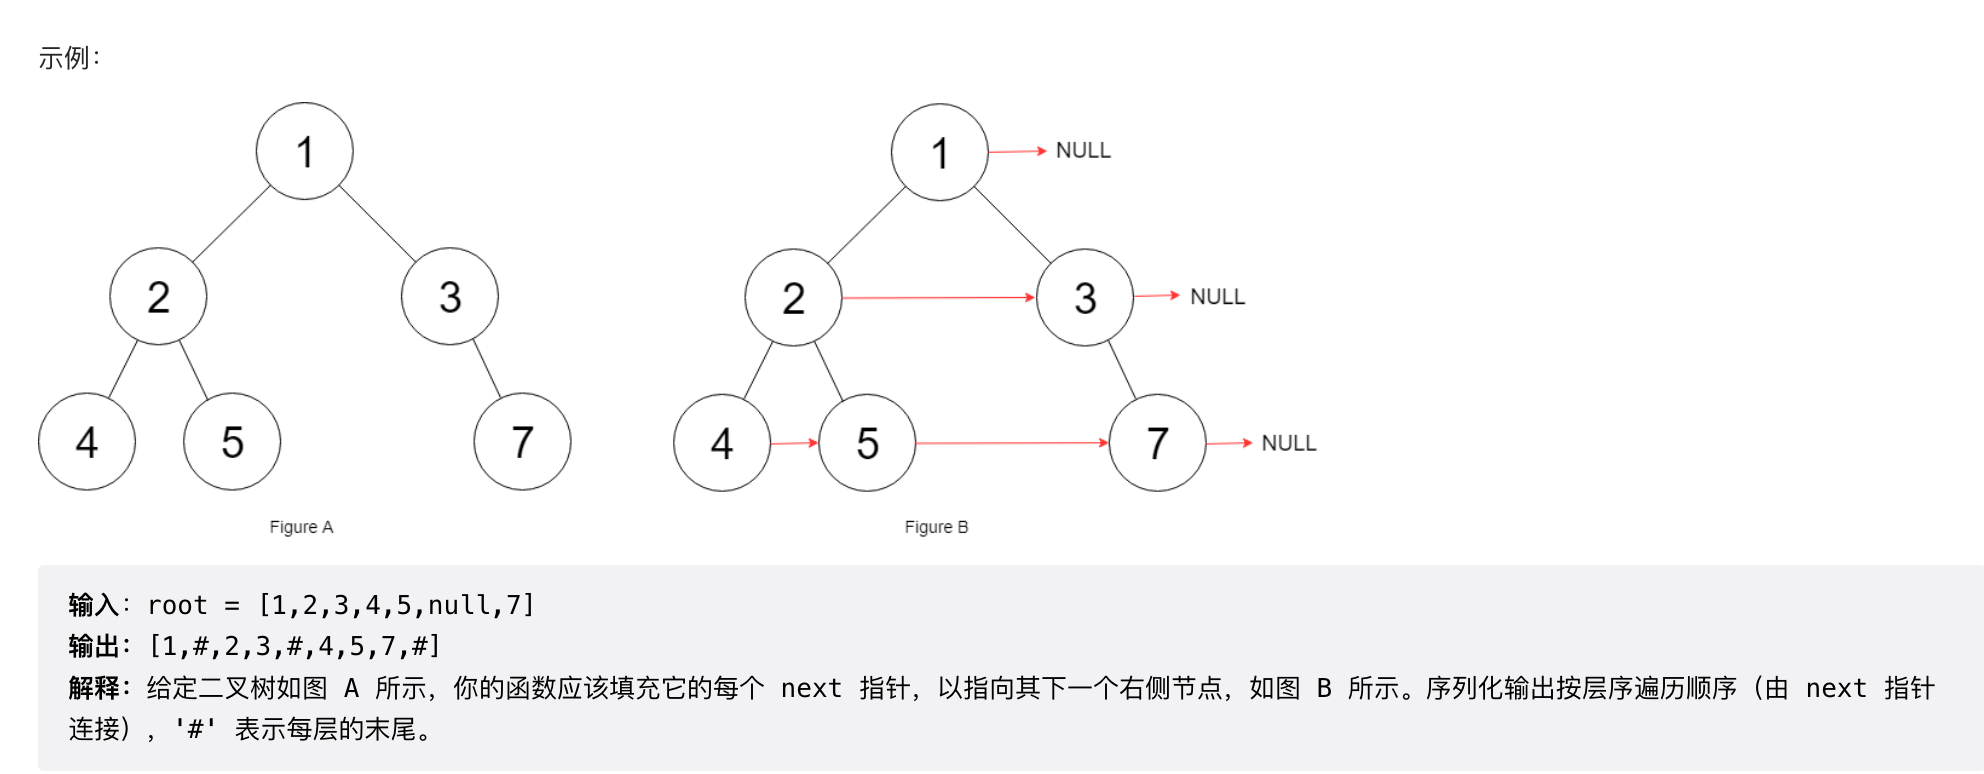 示例：
1
2 3
4 5 7
Figure A
1 NULL
2 3 NULL
4 5 7 NULL
Figure B
输入：root = [1,2,3,4,5,null,7]
输出：[1,#,2,3,#,4,5,7,#]
解释：给定二叉树如图 A 所示，你的函数应该填充它的每个 next 指针，以指向其下一个右侧节点，如图 B 所示。序列化输出按层序遍历顺序（由 next 指针
连接），'#' 表示每层的末尾。